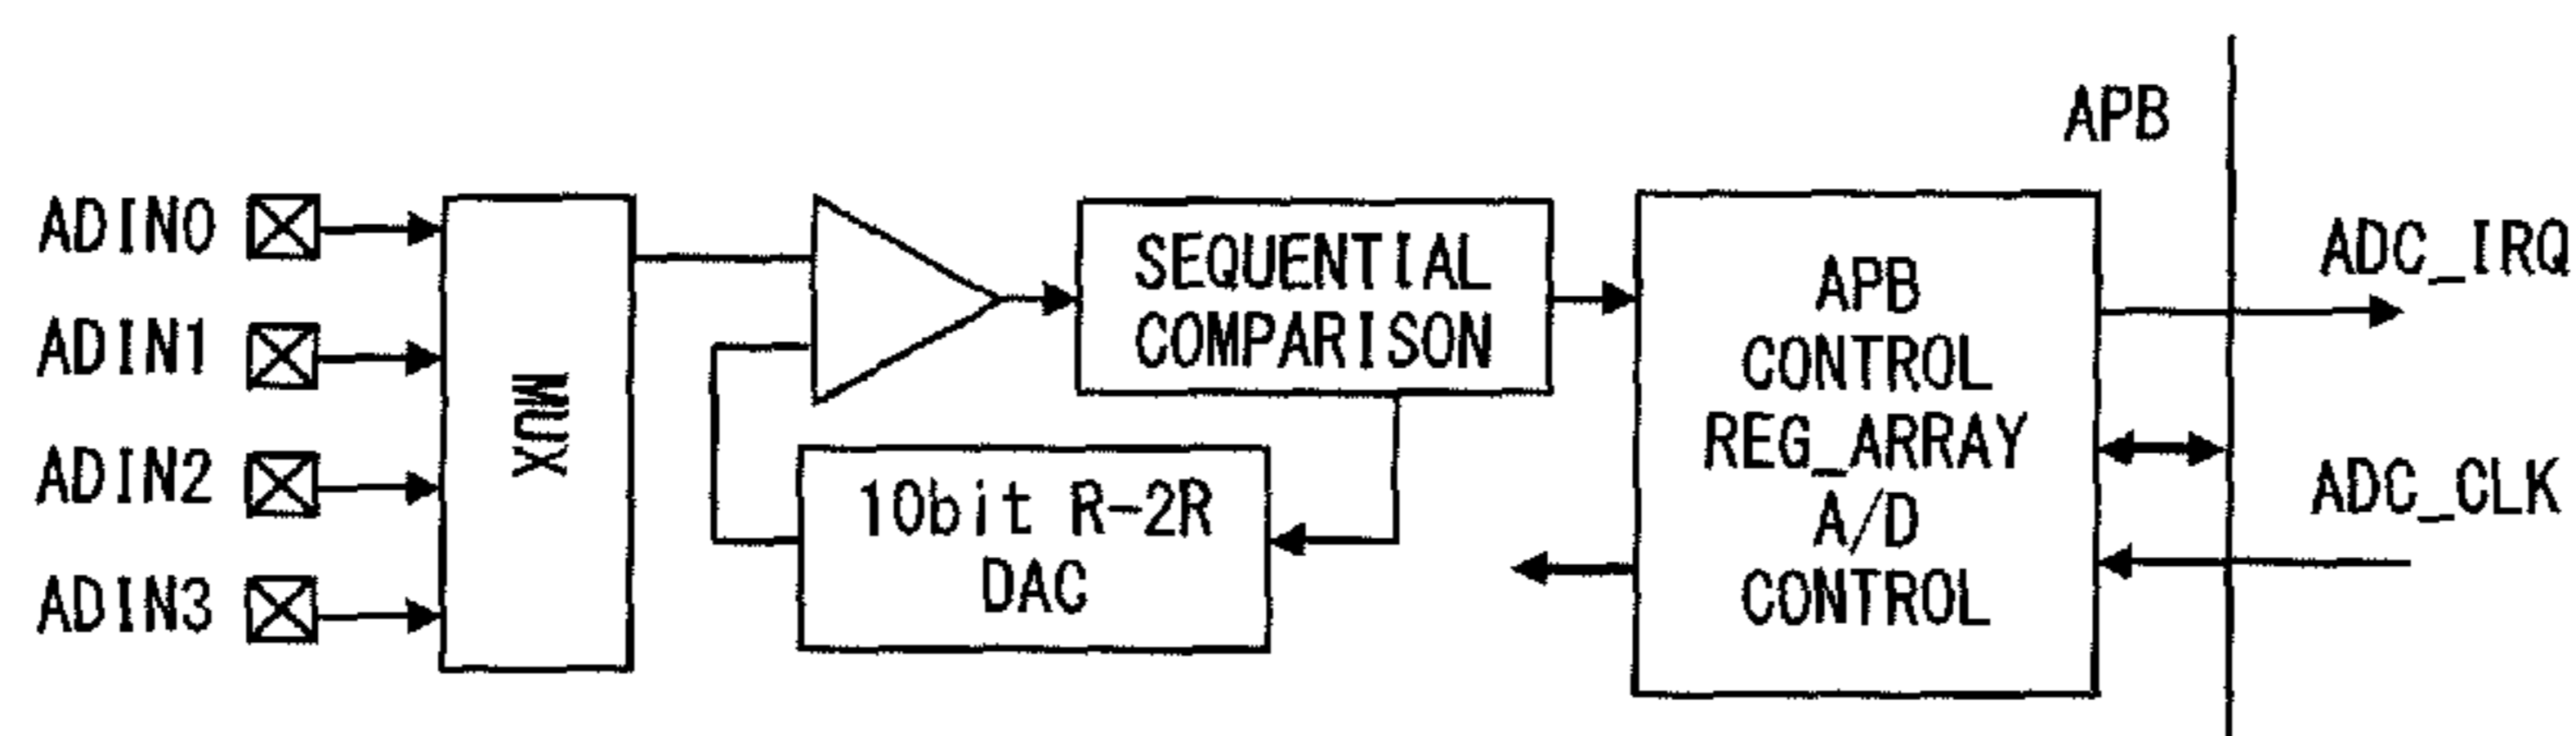 APB
ADIN0
ADIN1
ADIN2
ADIN3
MUX
SEQUENTIAL
COMPARISON
10bit R-2R
DAC
APB
CONTROL
REG_ARRAY
A/D
CONTROL
ADC_IRQ
ADC_CLK